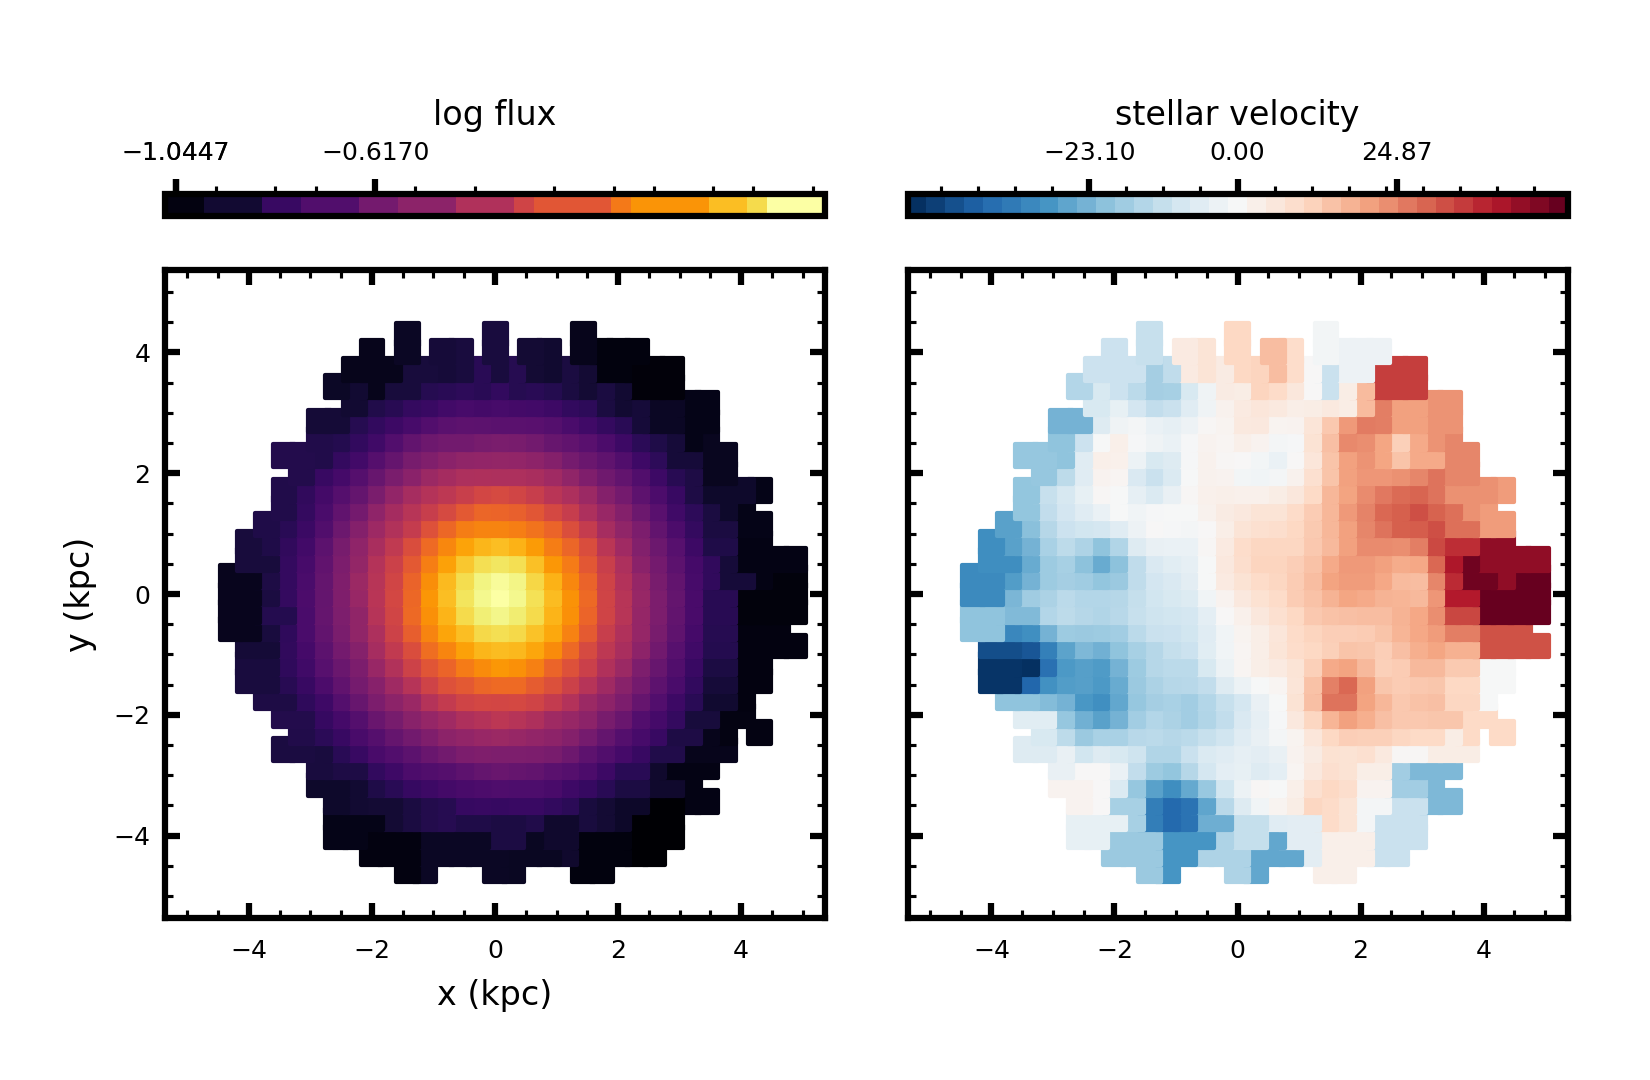 log flux
−1.0447 −0.6170
stellar velocity
−23.10 0.00 24.87
4
2
0
−2
−4
y (kpc)
−4 −2 0 2 4
x (kpc)
−4 −2 0 2 4